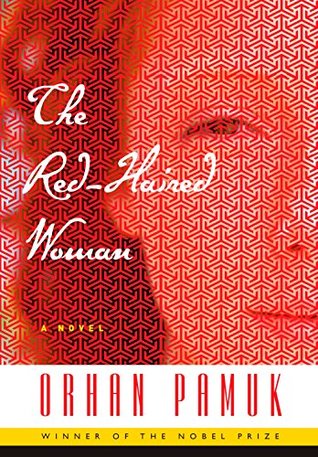 The
Red-Haired
Woman
A NOVEL
ORHAN PAMUK
WINNER OF THE NOBEL PRIZE